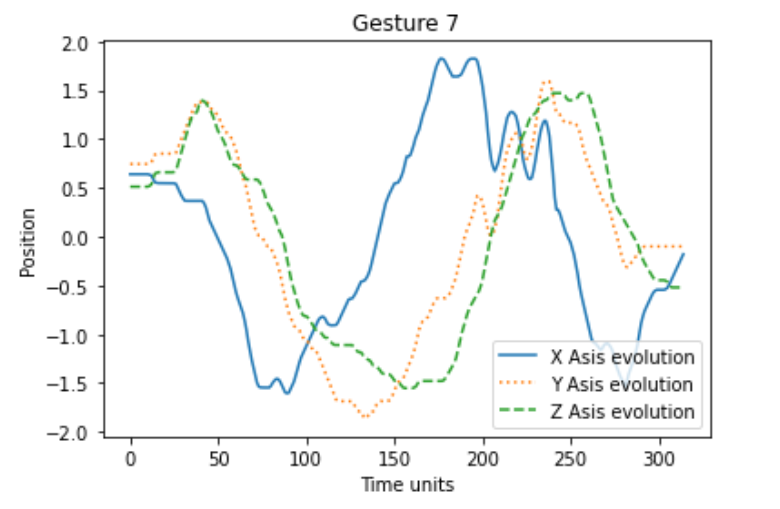 Gesture 7
2.0
1.5
1.0
0.5
0.0
−0.5
−1.0
−1.5
−2.0
Position
X Asis evolution
Y Asis evolution
Z Asis evolution
0 50 100 150 200 250 300
Time units